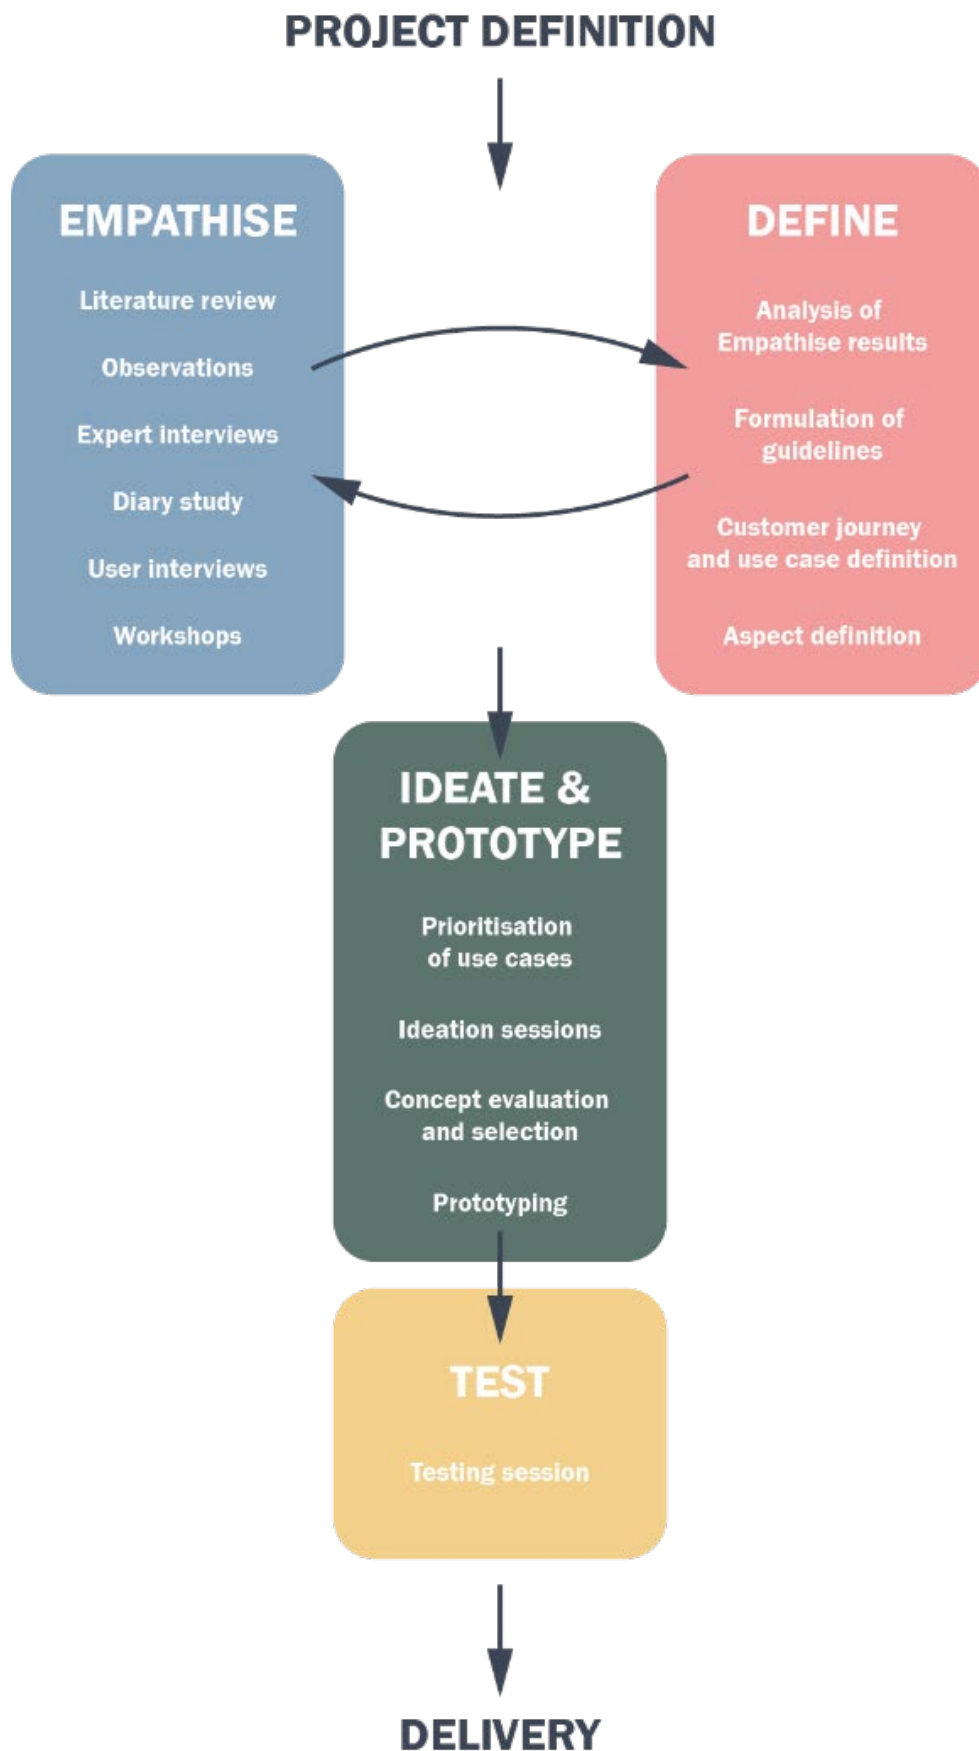 PROJECT DEFINITION
EMPATHISE
Literature review
Observations
Expert interviews
Diary study
User interviews
Workshops
DEFINE
Analysis of
Empathise results
Formulation of
guidelines
Customer journey
and use case definition
Aspect definition
IDEATE &
PROTOTYPE
Prioritisation
of use cases
Ideation sessions
Concept evaluation
and selection
Prototyping
TEST
Testing session
DELIVERY